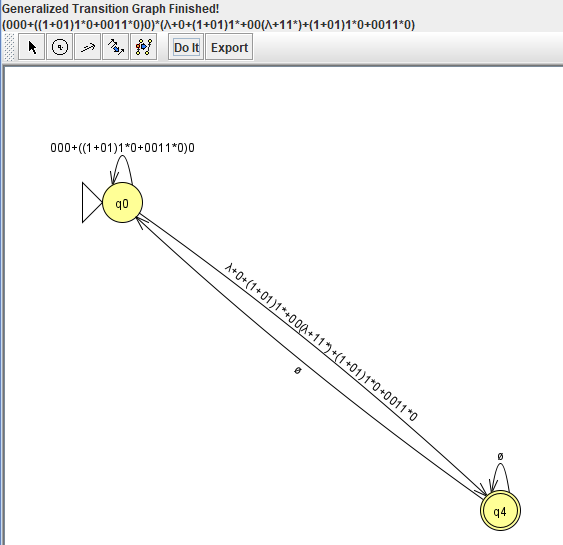 Generalized Transition Graph Finished!
(000+((1+01)1*0+0011*0)0)*(λ+0+(1+01)1*+00(λ+11*)+(1+01)1*0+0011*0)
Do It Export
000+((1+01)1*0+0011*0)0
q0
λ+0+(1+01)1*+00(λ+11*)+(1+01)1*0+0011*0
ø
ø
q4